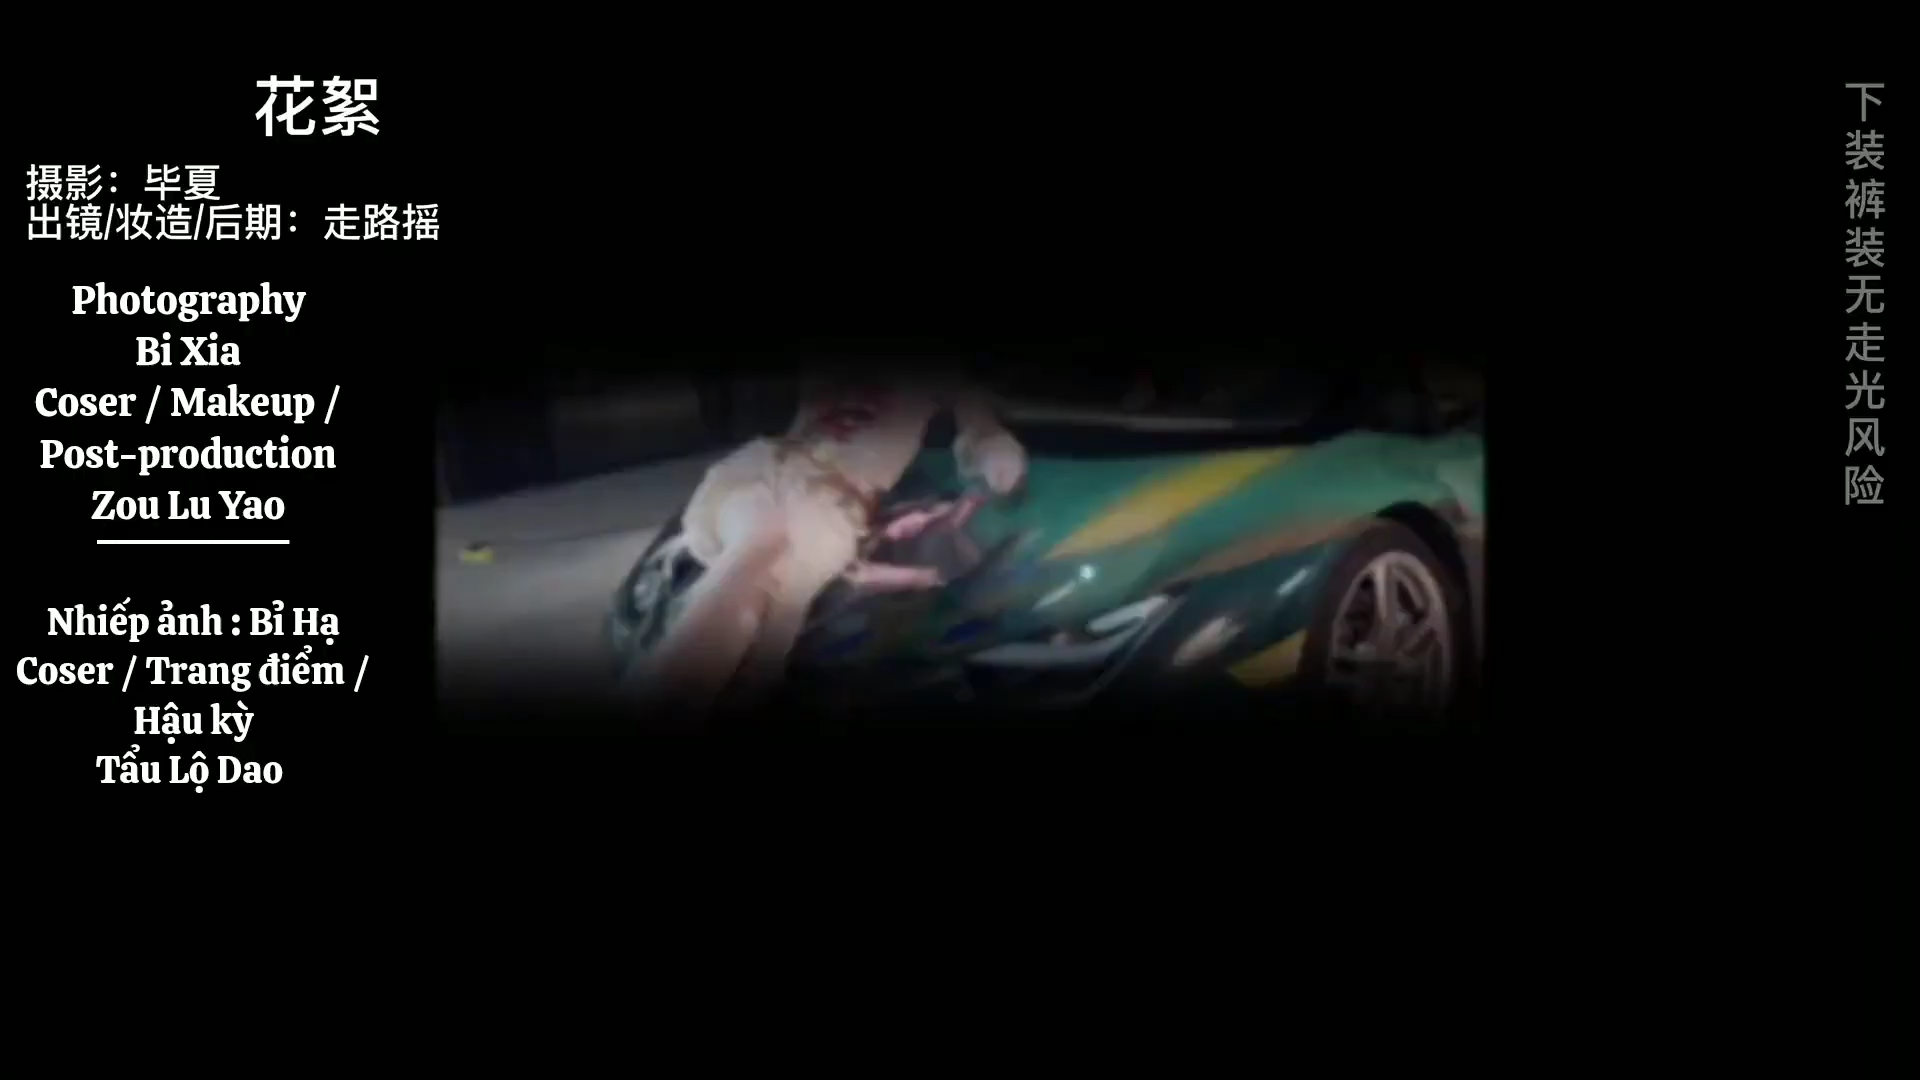 花絮
摄影：毕夏
出镜/妆造/后期：走路摇
Photography
Bi Xia
Coser / Makeup /
Post-production
Zou Lu Yao
Nhiếp ảnh : Bỉ Hạ
Coser / Trang điểm /
Hậu kỳ
Tẩu Lộ Dao
下装裤装无走光风险